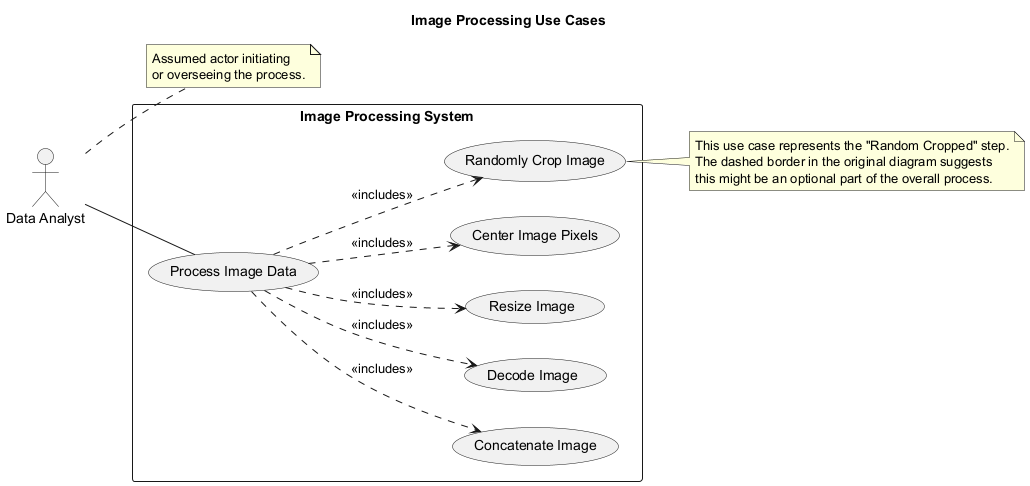 Image Processing Use Cases
Assumed actor initiating
or overseeing the process.
Image Processing System
Data Analyst
Process Image Data
«includes»
Randomly Crop Image
This use case represents the "Random Cropped" step.
The dashed border in the original diagram suggests
this might be an optional part of the overall process.
«includes»
Center Image Pixels
«includes»
Resize Image
«includes»
Decode Image
«includes»
Concatenate Image